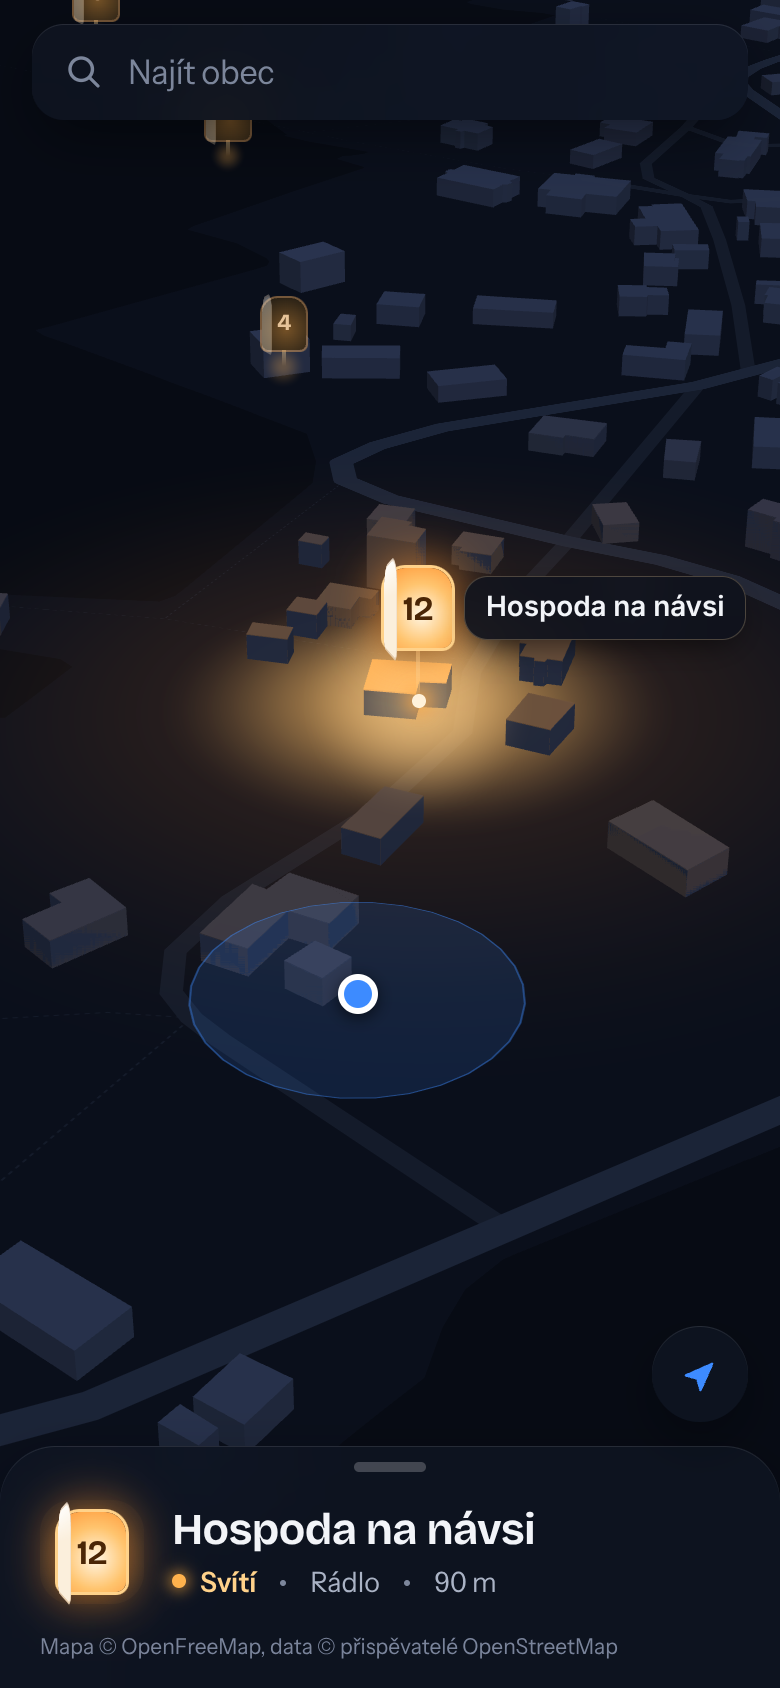 Najít obec
4
12
Hospoda na návsi
12
Hospoda na návsi
Svítí • Rádlo • 90 m
Mapa © OpenFreeMap, data © přispěvatelé OpenStreetMap